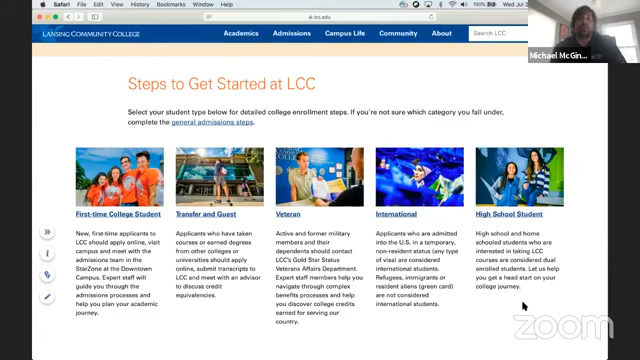 Safari File Edit View History Bookmarks Window Help 100% Wed Jul 2
lcc.edu
LANSING COMMUNITY COLLEGE Academics Admissions Campus Life Community About Search LCC
Michael McGin...
Steps to Get Started at LCC
Select your student type below for detailed college enrollment steps. If you're not sure which category you fall under,
complete the general admissions steps.
First-time College Student
New, first-time applicants to
LCC should apply online, visit
campus and meet with the
admissions team in the
StarZone at the Downtown
Campus. Expert staff will
guide you through the
admissions processes and
help you plan your academic
journey.
Transfer and Guest
Applicants who have taken
courses or earned degrees
from other colleges or
universities should apply
online, submit transcripts to
LCC and meet with an advisor
to discuss credit
equivalencies.
Veteran
Active and former military
members and their
dependents should contact
LCC's Gold Star Status
Veterans Affairs Department.
Expert staff members help you
navigate through complex
benefits processes and help
you discover college credits
earned for serving our
country.
International
Applicants who are admitted
into the U.S. in a temporary,
non-resident status (any type
of visa) are considered
international students.
Refugees, immigrants or
resident aliens (green card)
are not considered
international students.
High School Student
High school and home
schooled students who are
interested in taking LCC
courses are considered dual
enrolled students. Let us help
you get a head start on your
college journey.
zoom